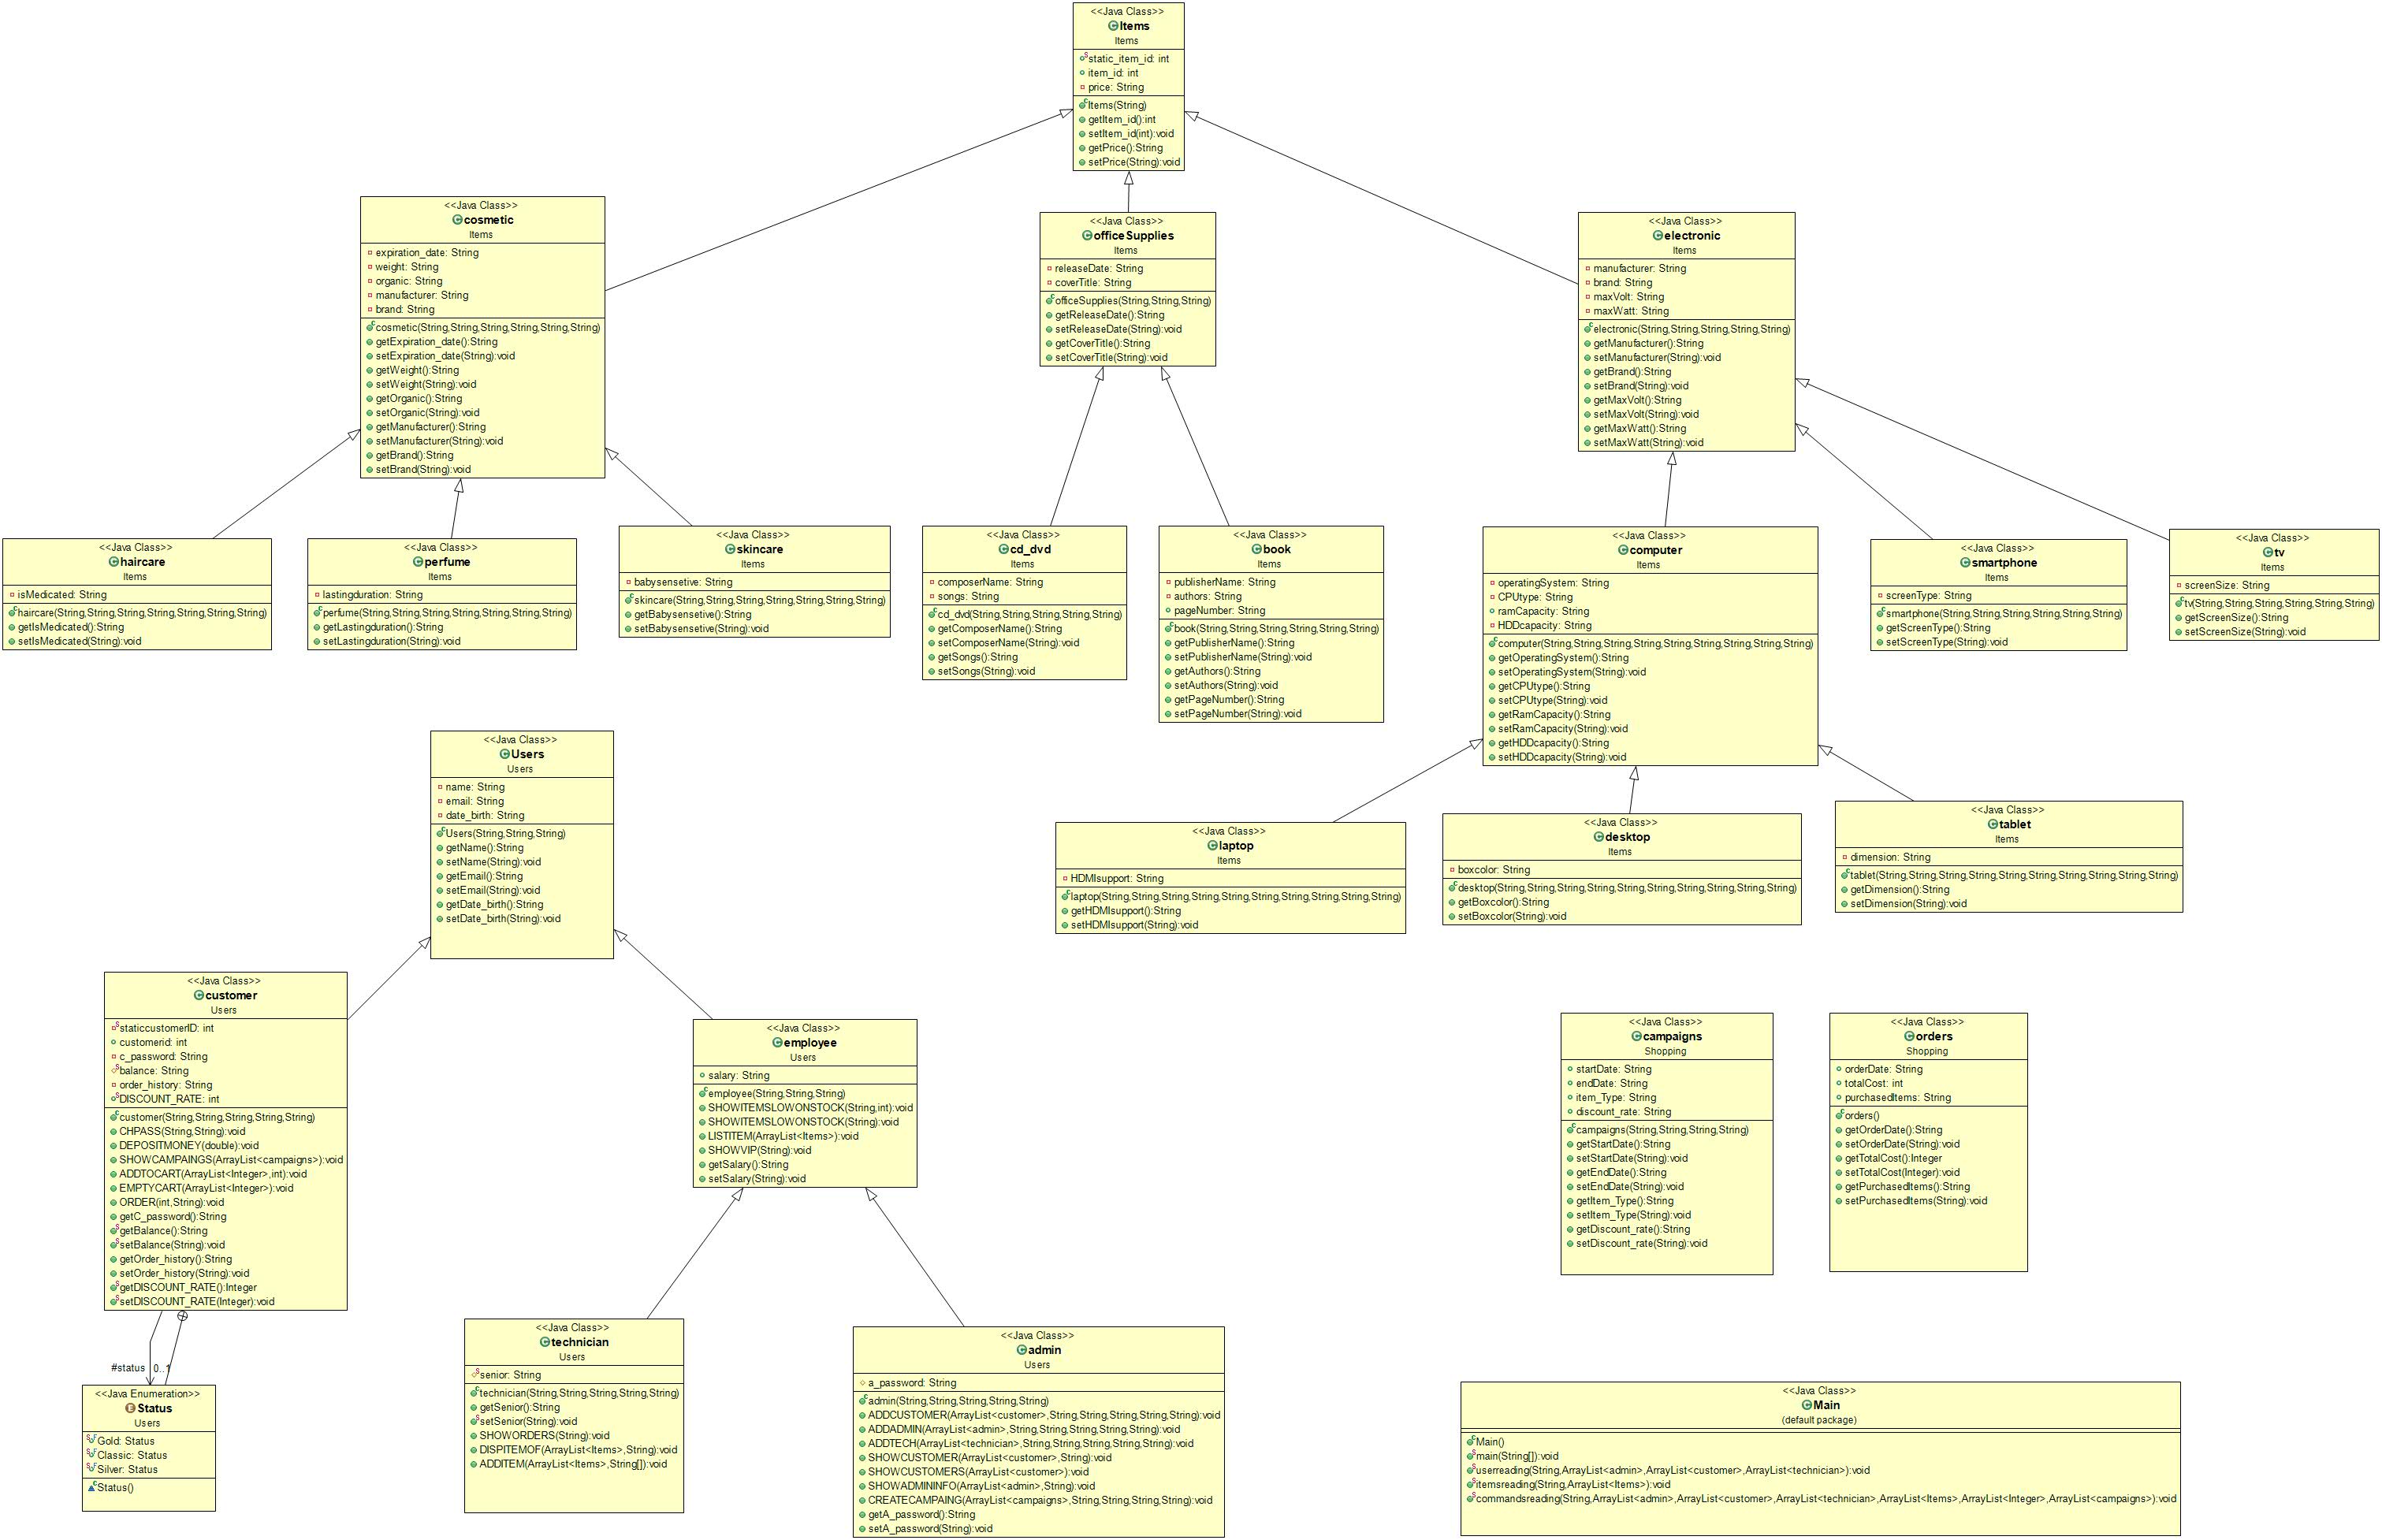 <<Java Class>>
Items
Items
static_item_id: int
item_id: int
price: String
Items(String)
getItem_id():int
setItem_id(int):void
getPrice():String
setPrice(String):void
<<Java Class>>
cosmetic
Items
expiration_date: String
weight: String
organic: String
manufacturer: String
brand: String
cosmetic(String,String,String,String,String,String)
getExpiration_date():String
setExpiration_date(String):void
getWeight():String
setWeight(String):void
getOrganic():String
setOrganic(String):void
getManufacturer():String
setManufacturer(String):void
getBrand():String
setBrand(String):void
<<Java Class>>
officeSupplies
Items
releaseDate: String
coverTitle: String
officeSupplies(String,String,String)
getReleaseDate():String
setReleaseDate(String):void
getCoverTitle():String
setCoverTitle(String):void
<<Java Class>>
electronic
Items
manufacturer: String
brand: String
maxVolt: String
maxWatt: String
electronic(String,String,String,String,String)
getManufacturer():String
setManufacturer(String):void
getBrand():String
setBrand(String):void
getMaxVolt():String
setMaxVolt(String):void
getMaxWatt():String
setMaxWatt(String):void
<<Java Class>>
haircare
Items
isMedicated: String
haircare(String,String,String,String,String,String,String)
getIsMedicated():String
setIsMedicated(String):void
<<Java Class>>
perfume
Items
lastingduration: String
perfume(String,String,String,String,String,String,String)
getLastingduration():String
setLastingduration(String):void
<<Java Class>>
skincare
Items
babysensetive: String
skincare(String,String,String,String,String,String,String)
getBabysensetive():String
setBabysensetive(String):void
<<Java Class>>
cd_dvd
Items
composerName: String
songs: String
cd_dvd(String,String,String,String,String)
getComposerName():String
setComposerName(String):void
getSongs():String
setSongs(String):void
<<Java Class>>
book
Items
publisherName: String
authors: String
pageNumber: String
book(String,String,String,String,String,String)
getPublisherName():String
setPublisherName(String):void
getAuthors():String
setAuthors(String):void
getPageNumber():String
setPageNumber(String):void
<<Java Class>>
computer
Items
operatingSystem: String
CPUtype: String
ramCapacity: String
HDDcapacity: String
computer(String,String,String,String,String,String,String,String,String)
getOperatingSystem():String
setOperatingSystem(String):void
getCPUtype():String
setCPUtype(String):void
getRamCapacity():String
setRamCapacity(String):void
getHDDcapacity():String
setHDDcapacity(String):void
<<Java Class>>
smartphone
Items
screenType: String
smartphone(String,String,String,String,String,String)
getScreenType():String
setScreenType(String):void
<<Java Class>>
tv
Items
screenSize: String
tv(String,String,String,String,String,String)
getScreenSize():String
setScreenSize(String):void
<<Java Class>>
Users
Users
name: String
email: String
date_birth: String
Users(String,String,String)
getName():String
setName(String):void
getEmail():String
setEmail(String):void
getDate_birth():String
setDate_birth(String):void
<<Java Class>>
laptop
Items
HDMIsupport: String
laptop(String,String,String,String,String,String,String,String,String,String)
getHDMIsupport():String
setHDMIsupport(String):void
<<Java Class>>
desktop
Items
boxcolor: String
desktop(String,String,String,String,String,String,String,String,String,String)
getBoxcolor():String
setBoxcolor(String):void
<<Java Class>>
tablet
Items
dimension: String
tablet(String,String,String,String,String,String,String,String,String,String)
getDimension():String
setDimension(String):void
<<Java Class>>
customer
Users
staticcustomerID: int
customerid: int
c_password: String
balance: String
order_history: String
DISCOUNT_RATE: int
customer(String,String,String,String,String)
CHPASS(String,String):void
DEPOSITMONEY(double):void
SHOWCAMPAINGS(ArrayList<campaigns>):void
ADDTOCART(ArrayList<Integer>,int):void
EMPTYCART(ArrayList<Integer>):void
ORDER(int,String):void
getC_password():String
getBalance():String
setBalance(String):void
getOrder_history():String
setOrder_history(String):void
getDISCOUNT_RATE():Integer
setDISCOUNT_RATE(Integer):void
<<Java Class>>
employee
Users
salary: String
employee(String,String,String)
SHOWITEMSLOWONSTOCK(String,int):void
SHOWITEMSLOWONSTOCK(String):void
LISTITEM(ArrayList<Items>):void
SHOWVIP(String):void
getSalary():String
setSalary(String):void
<<Java Class>>
campaigns
Shopping
startDate: String
endDate: String
item_Type: String
discount_rate: String
campaigns(String,String,String,String)
getStartDate():String
setStartDate(String):void
getEndDate():String
setEndDate(String):void
getItem_Type():String
setItem_Type(String):void
getDiscount_rate():String
setDiscount_rate(String):void
<<Java Class>>
orders
Shopping
orderDate: String
totalCost: int
purchasedItems: String
orders()
getOrderDate():String
setOrderDate(String):void
getTotalCost():Integer
setTotalCost(Integer):void
getPurchasedItems():String
setPurchasedItems(String):void
#status 0..1
<<Java Enumeration>>
Status
Users
Gold: Status
Classic: Status
Silver: Status
Status()
<<Java Class>>
technician
Users
senior: String
technician(String,String,String,String,String)
getSenior():String
setSenior(String):void
SHOWORDERS(String):void
DISPITEMOF(ArrayList<Items>,String):void
ADDITEM(ArrayList<Items>,String[]):void
<<Java Class>>
admin
Users
a_password: String
admin(String,String,String,String,String)
ADDCUSTOMER(ArrayList<customer>,String,String,String,String,String):void
ADDADMIN(ArrayList<admin>,String,String,String,String,String):void
ADDTECH(ArrayList<technician>,String,String,String,String,String):void
SHOWCUSTOMER(ArrayList<customer>,String):void
SHOWCUSTOMERS(ArrayList<customer>):void
SHOWADMININFO(ArrayList<admin>,String):void
CREATECAMPAING(ArrayList<campaigns>,String,String,String,String):void
getA_password():String
setA_password(String):void
<<Java Class>>
Main
(default package)
Main()
main(String[]):void
userreading(String,ArrayList<admin>,ArrayList<customer>,ArrayList<technician>):void
itemsreading(String,ArrayList<Items>):void
commandsreading(String,ArrayList<admin>,ArrayList<customer>,ArrayList<technician>,ArrayList<Items>,ArrayList<Integer>,ArrayList<campaigns>):void